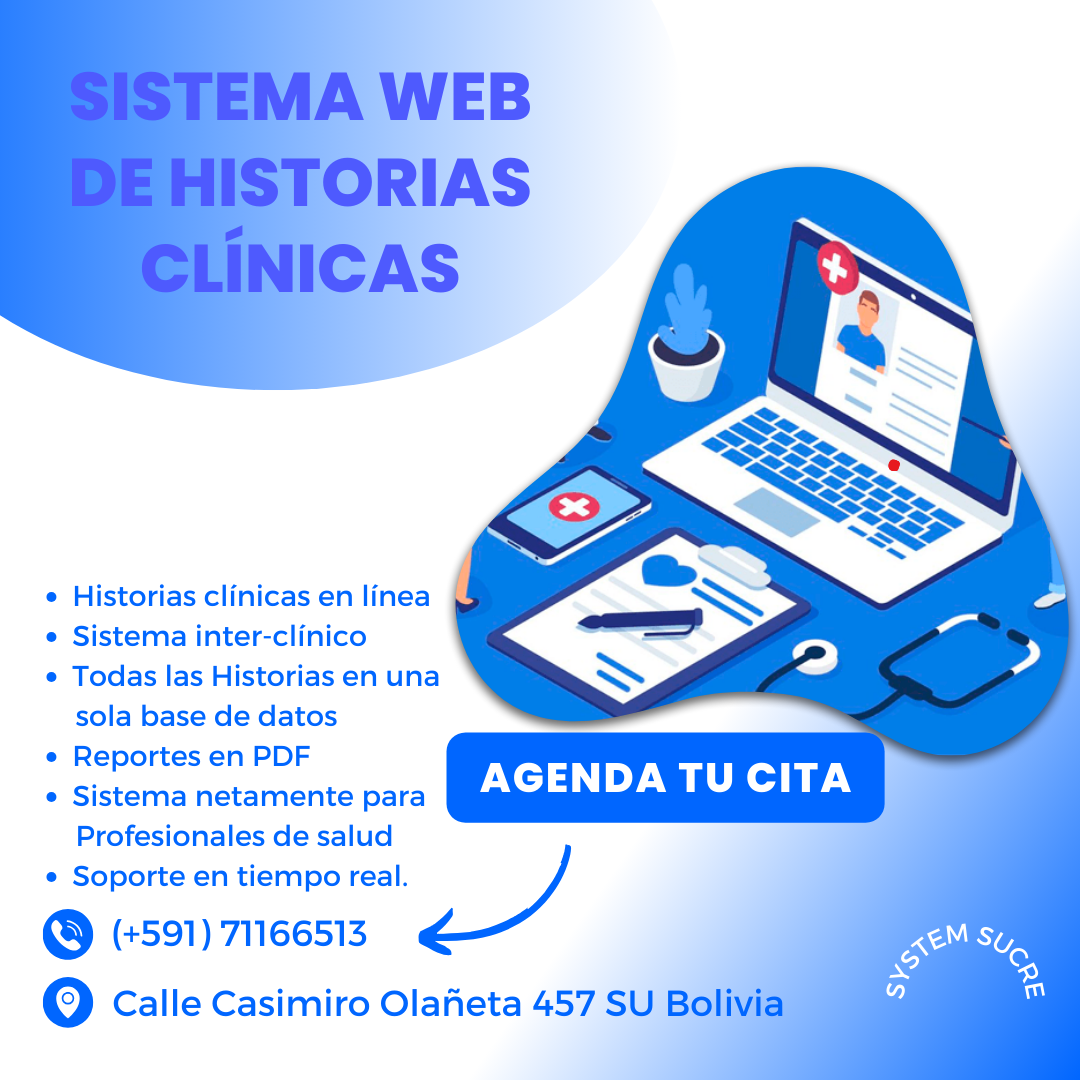 SISTEMA WEB
DE HISTORIAS
CLÍNICAS
• Historias clínicas en línea
• Sistema inter-clínico
• Todas las Historias en una
sola base de datos
• Reportes en PDF
• Sistema netamente para
Profesionales de salud
• Soporte en tiempo real.
AGENDA TU CITA
(+591) 71166513
Calle Casimiro Olañeta 457 SU Bolivia
SYSTEM SUCRE